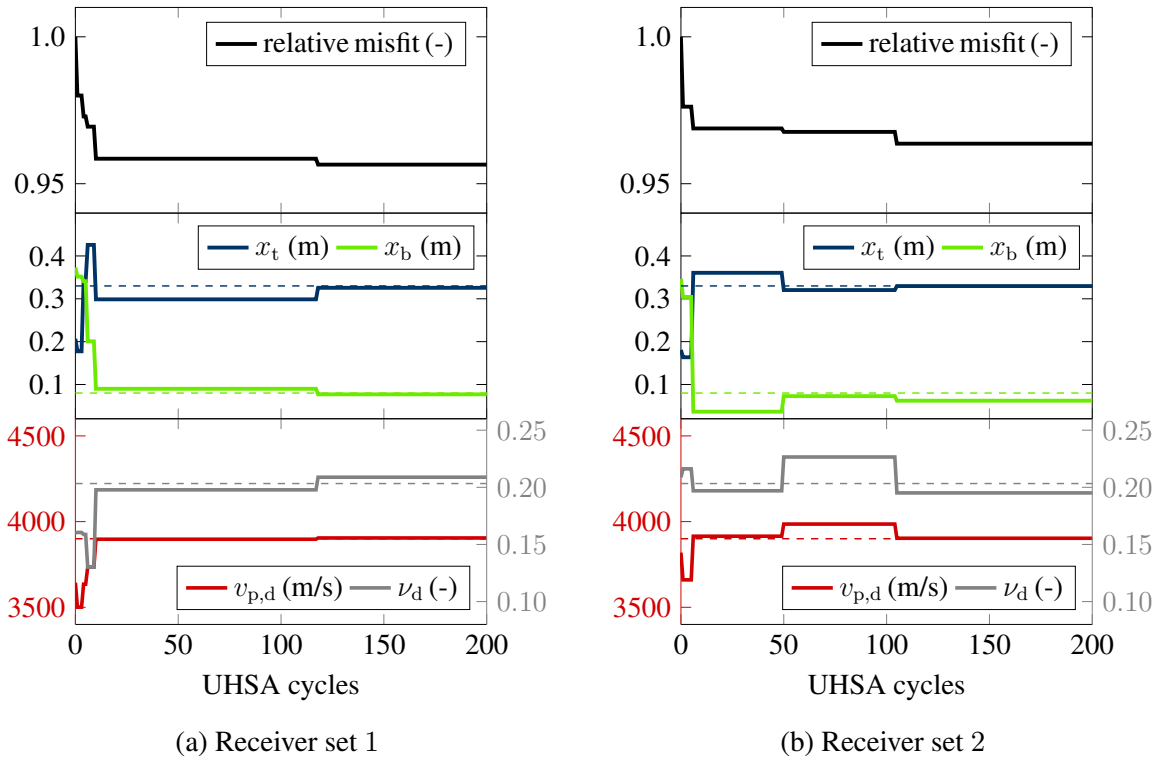 1.0
0.95
relative misfit (-)
0.4
0.3
0.2
0.1
x_t (m) x_b (m)
4500
4000
3500
0.25
0.20
0.15
0.10
v_p,d (m/s) ν_d (-)
0 50 100 150 200
UHSA cycles
(a) Receiver set 1
1.0
0.95
relative misfit (-)
0.4
0.3
0.2
0.1
x_t (m) x_b (m)
4500
4000
3500
0.25
0.20
0.15
0.10
v_p,d (m/s) ν_d (-)
0 50 100 150 200
UHSA cycles
(b) Receiver set 2